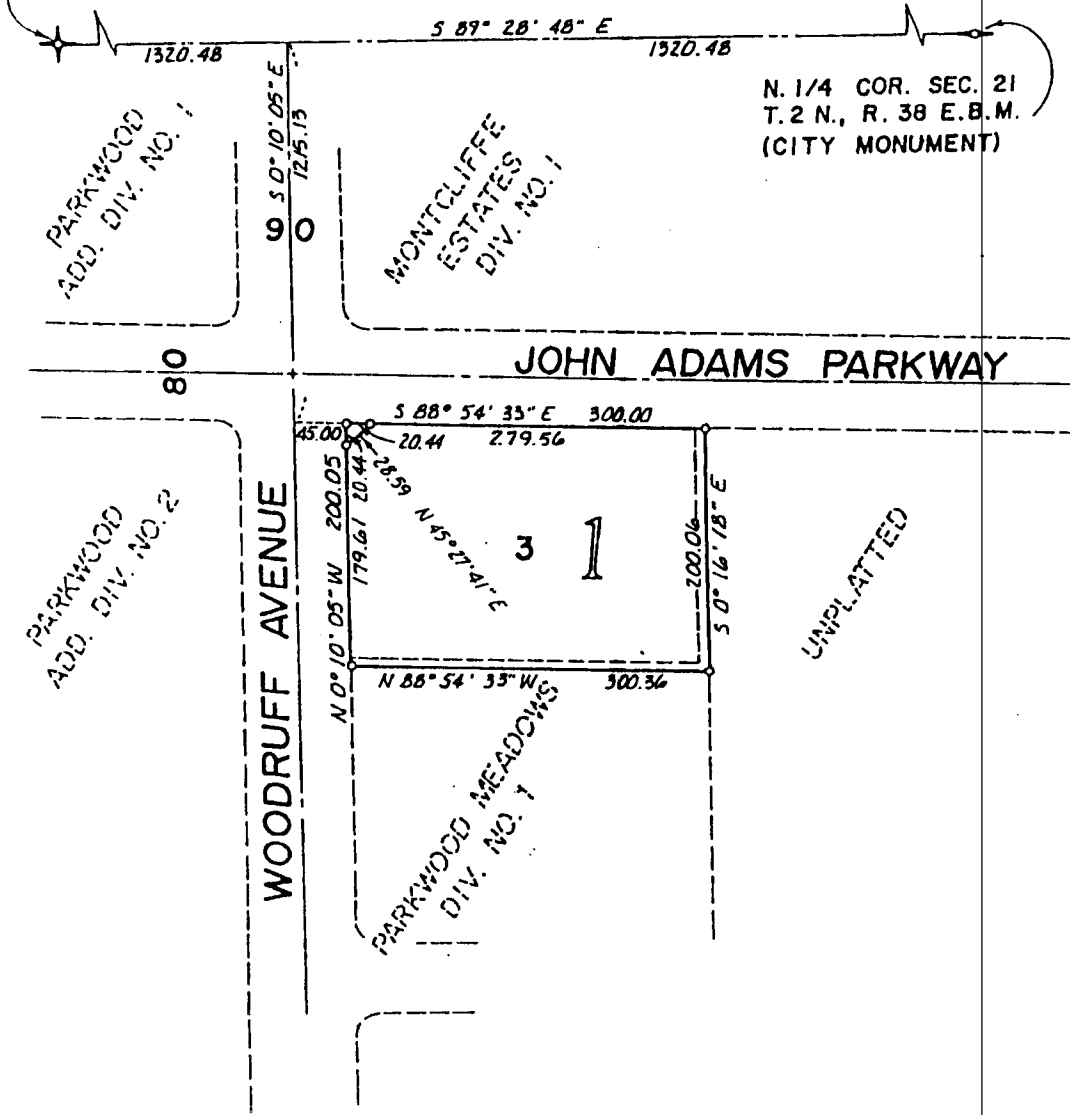 S 89° 28' 48" E
1320.48
1320.48
N. 1/4 COR. SEC. 21
T. 2 N., R. 38 E.B.M.
(CITY MONUMENT)
S 0° 10' 05" E
1215.13
PARKWOOD
ADD. DIV. NO. 1
MONTCLIFFE
ESTATES
DIV. NO. 1
90
80
JOHN ADAMS PARKWAY
S 88° 54' 33" E 300.00
45.00
20.44
279.56
N 0° 10' 05" W 200.05
179.61
20.44
28.59
N 45° 27' 41" E
3
1
200.06
S 0° 16' 18" E
UNPLATTED
PARKWOOD
ADD. DIV. NO. 2
WOODRUFF AVENUE
N 88° 54' 33" W 300.36
PARKWOOD MEADOWS
DIV. NO. 1